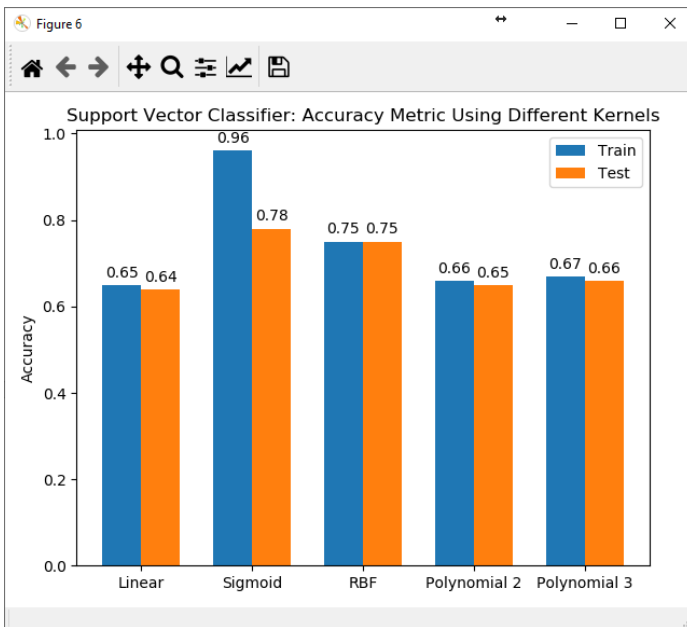 Figure 6
Support Vector Classifier: Accuracy Metric Using Different Kernels
Train
Test
Accuracy
1.0
0.8
0.6
0.4
0.2
0.0
0.65 0.64
0.96
0.78
0.75 0.75
0.66 0.65
0.67 0.66
Linear Sigmoid RBF Polynomial 2 Polynomial 3